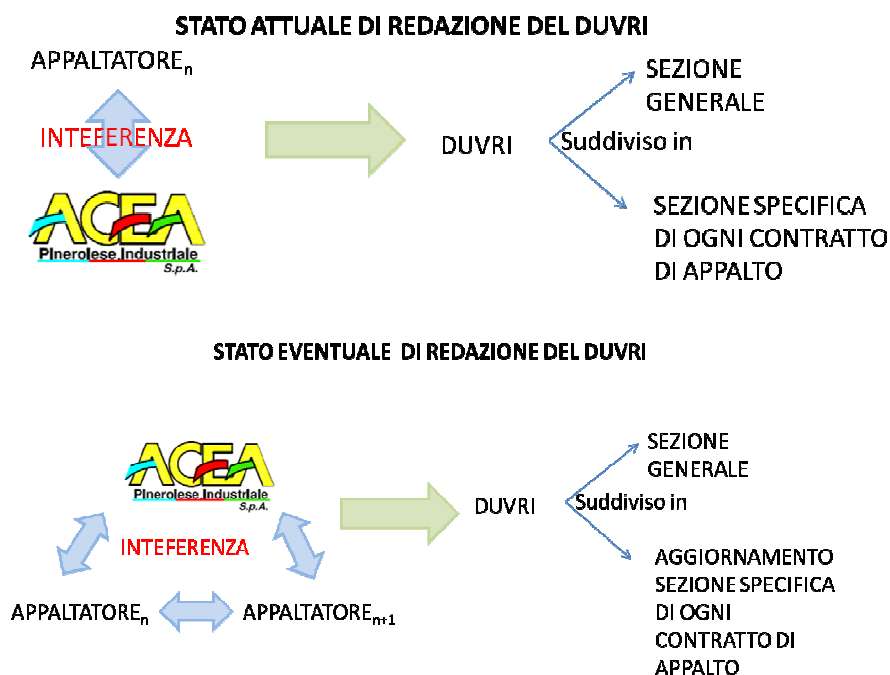 STATO ATTUALE DI REDAZIONE DEL DUVRI
APPALTATOREn
INTEFERENZA
ACEA
Pinerolese Industriale
S.p.A.
DUVRI
Suddiviso in
SEZIONE
GENERALE
SEZIONE SPECIFICA
DI OGNI CONTRATTO
DI APPALTO
STATO EVENTUALE DI REDAZIONE DEL DUVRI
ACEA
Pinerolese Industriale
S.p.A.
INTEFERENZA
APPALTATOREn
APPALTATOREn+1
DUVRI
Suddiviso in
SEZIONE
GENERALE
AGGIORNAMENTO
SEZIONE SPECIFICA
DI OGNI
CONTRATTO DI
APPALTO